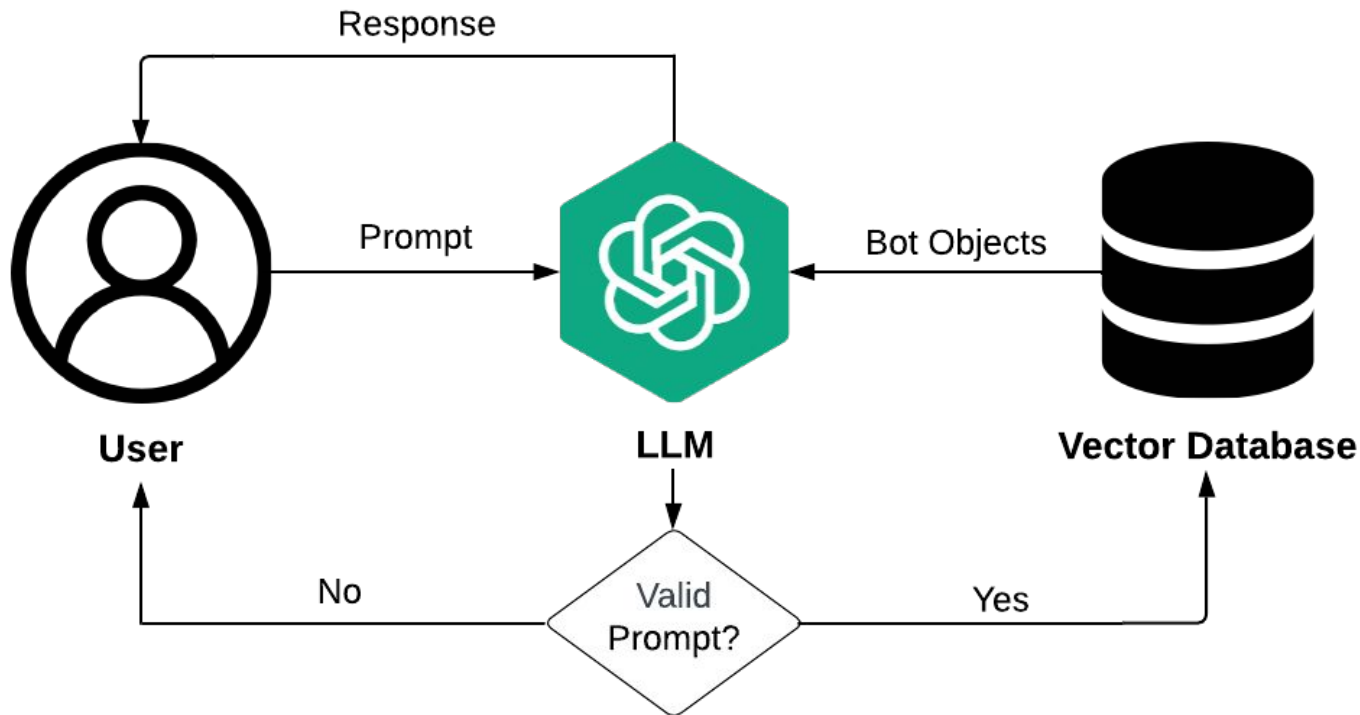 Response
Prompt
Bot Objects
User
LLM
Vector Database
No
Valid
Prompt?
Yes